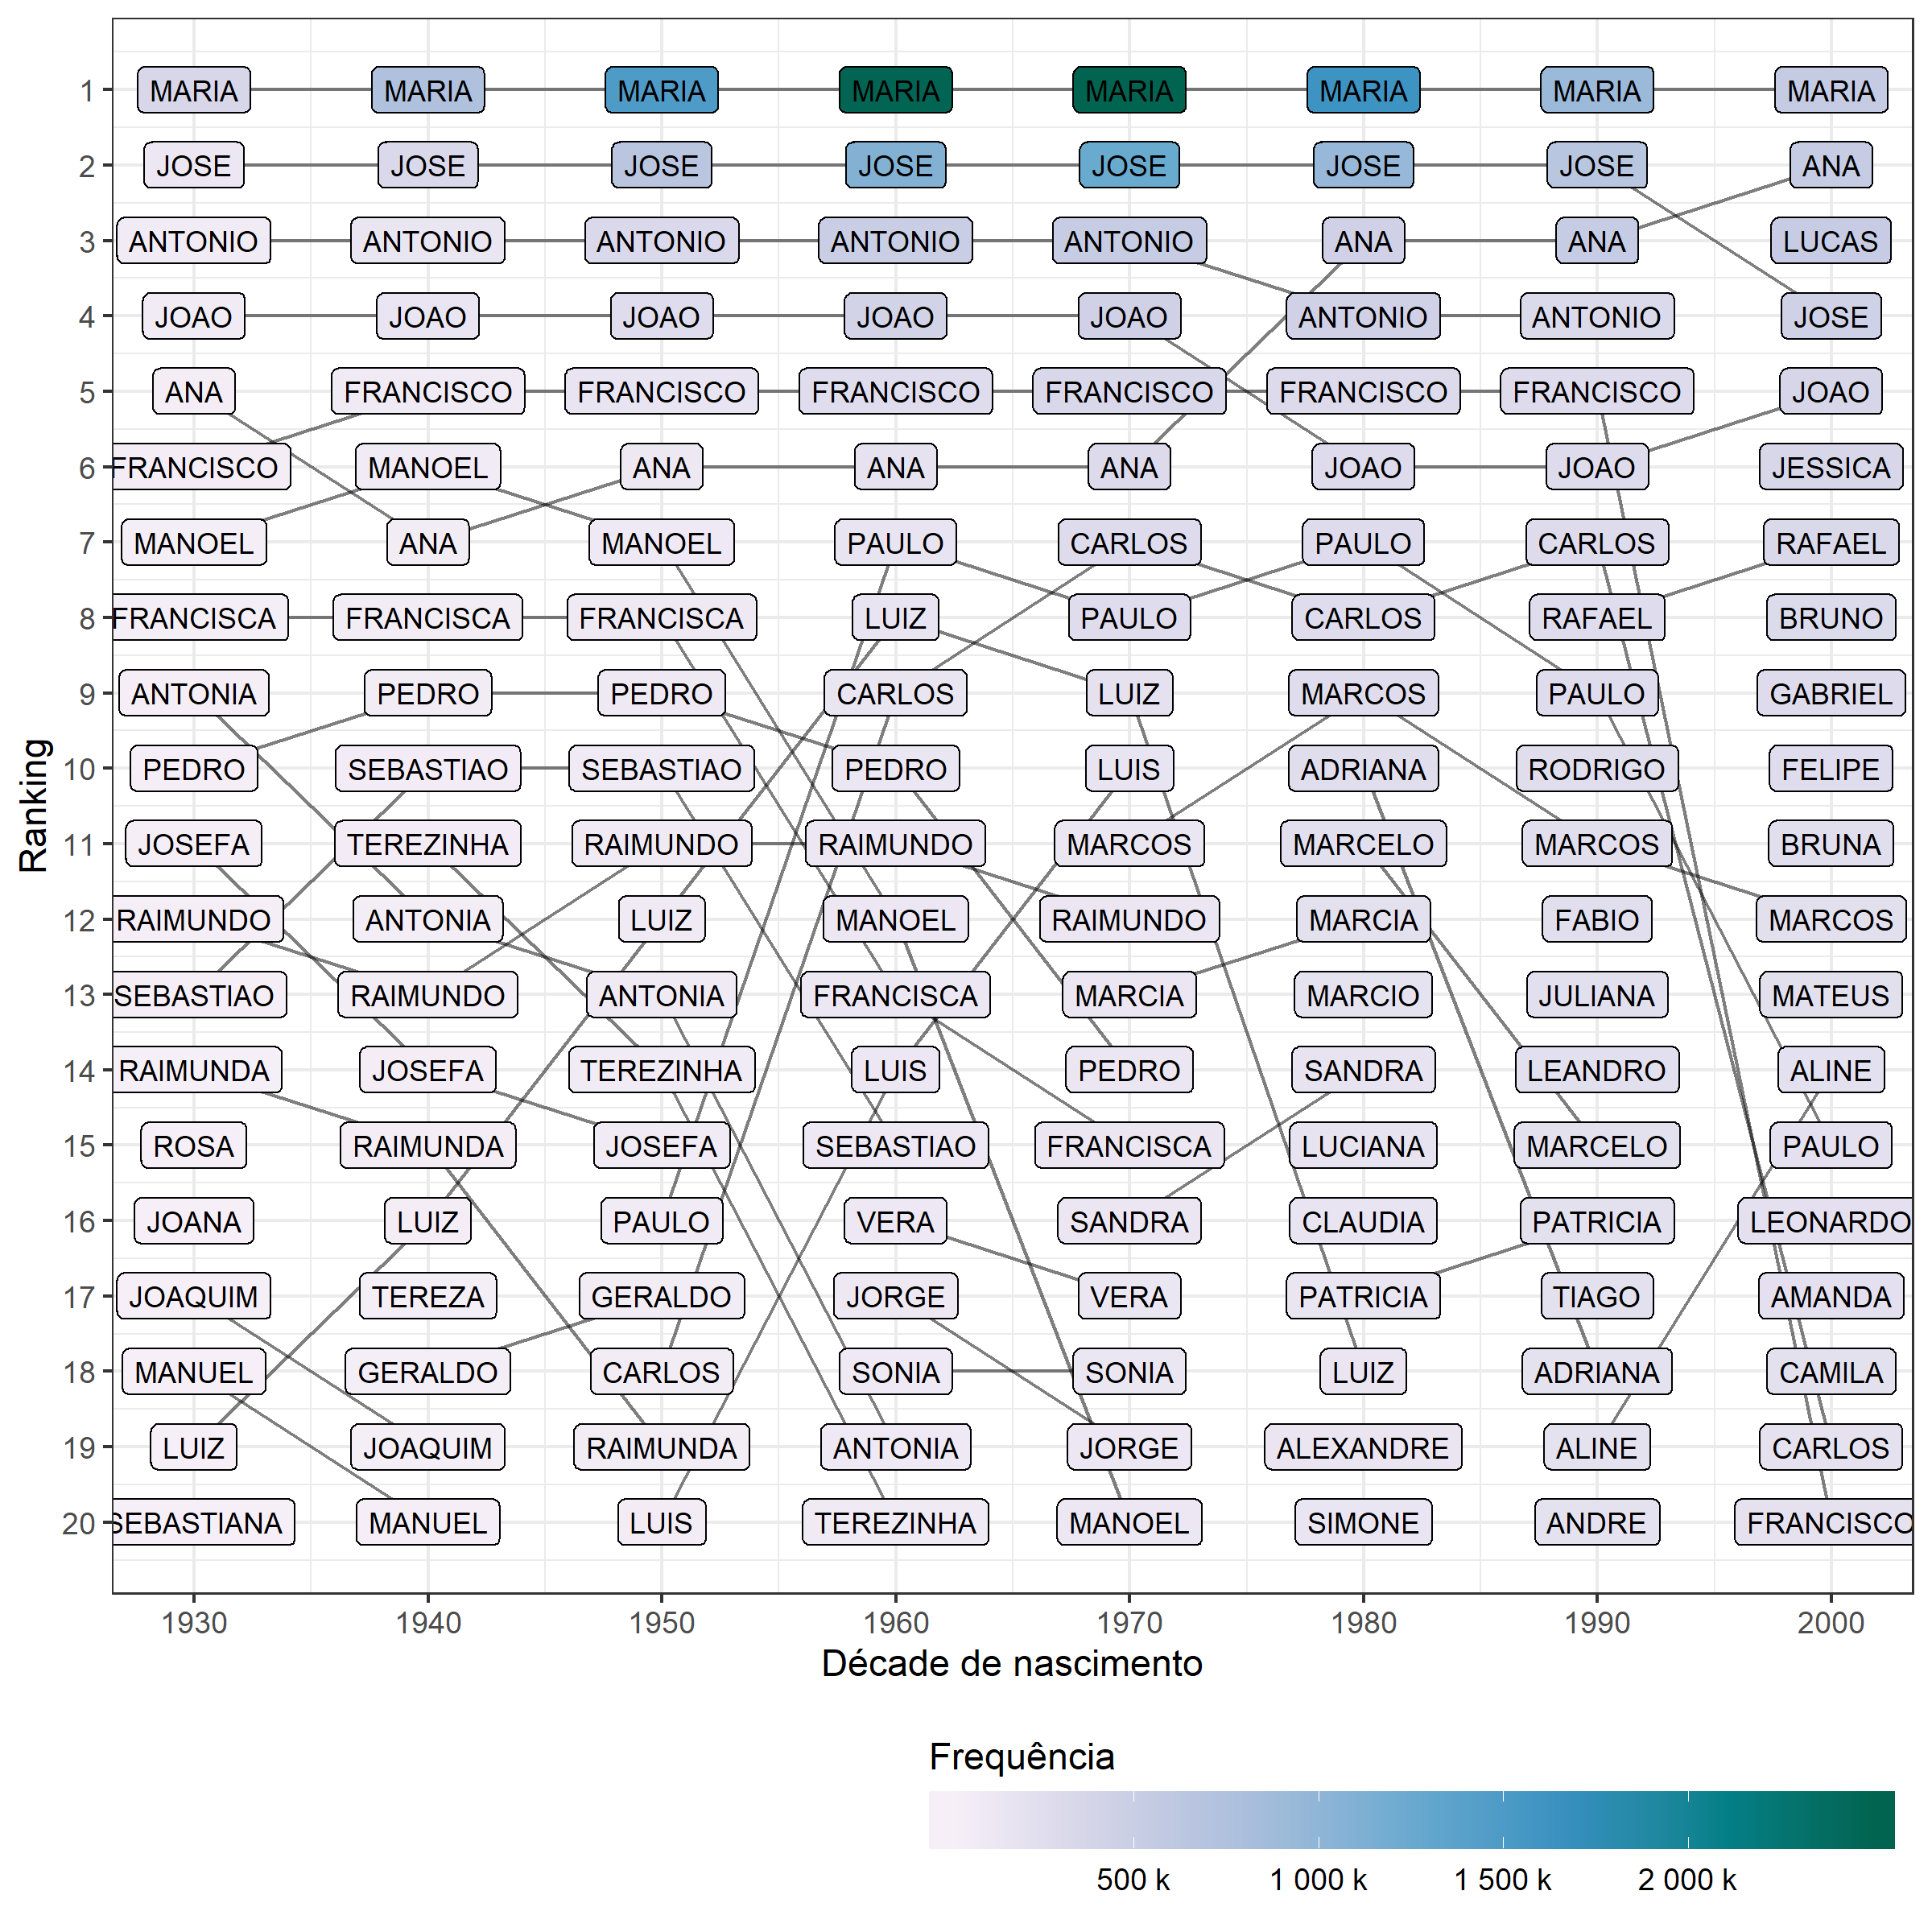 1 MARIA MARIA MARIA MARIA MARIA MARIA MARIA MARIA
2 JOSE JOSE JOSE JOSE JOSE JOSE JOSE ANA
3 ANTONIO ANTONIO ANTONIO ANTONIO ANTONIO ANA ANA LUCAS
4 JOAO JOAO JOAO JOAO JOAO ANTONIO ANTONIO JOSE
5 ANA FRANCISCO FRANCISCO FRANCISCO FRANCISCO FRANCISCO FRANCISCO JOAO
6 FRANCISCO MANOEL ANA ANA ANA JOAO JOAO JESSICA
7 MANOEL ANA MANOEL PAULO CARLOS PAULO CARLOS RAFAEL
8 FRANCISCA FRANCISCA FRANCISCA LUIZ PAULO CARLOS RAFAEL BRUNO
9 ANTONIA PEDRO PEDRO CARLOS LUIZ MARCOS PAULO GABRIEL
10 PEDRO SEBASTIAO SEBASTIAO PEDRO LUIS ADRIANA RODRIGO FELIPE
11 JOSEFA TEREZINHA RAIMUNDO RAIMUNDO MARCOS MARCELO MARCOS BRUNA
12 RAIMUNDO ANTONIA LUIZ MANOEL RAIMUNDO MARCIA FABIO MARCOS
13 SEBASTIAO RAIMUNDO ANTONIA FRANCISCA MARCIA MARCIO JULIANA MATEUS
14 RAIMUNDA JOSEFA TEREZINHA LUIS PEDRO SANDRA LEANDRO ALINE
15 ROSA RAIMUNDA JOSEFA SEBASTIAO FRANCISCA LUCIANA MARCELO PAULO
16 JOANA LUIZ PAULO VERA SANDRA CLAUDIA PATRICIA LEONARDO
17 JOAQUIM TEREZA GERALDO JORGE VERA PATRICIA TIAGO AMANDA
18 MANUEL GERALDO CARLOS SONIA SONIA LUIZ ADRIANA CAMILA
19 LUIZ JOAQUIM RAIMUNDA ANTONIA JORGE ALEXANDRE ALINE CARLOS
20 SEBASTIANA MANUEL LUIS TEREZINHA MANOEL SIMONE ANDRE FRANCISCO
Ranking
1930 1940 1950 1960 1970 1980 1990 2000
Décade de nascimento
Frequência
500 k 1 000 k 1 500 k 2 000 k